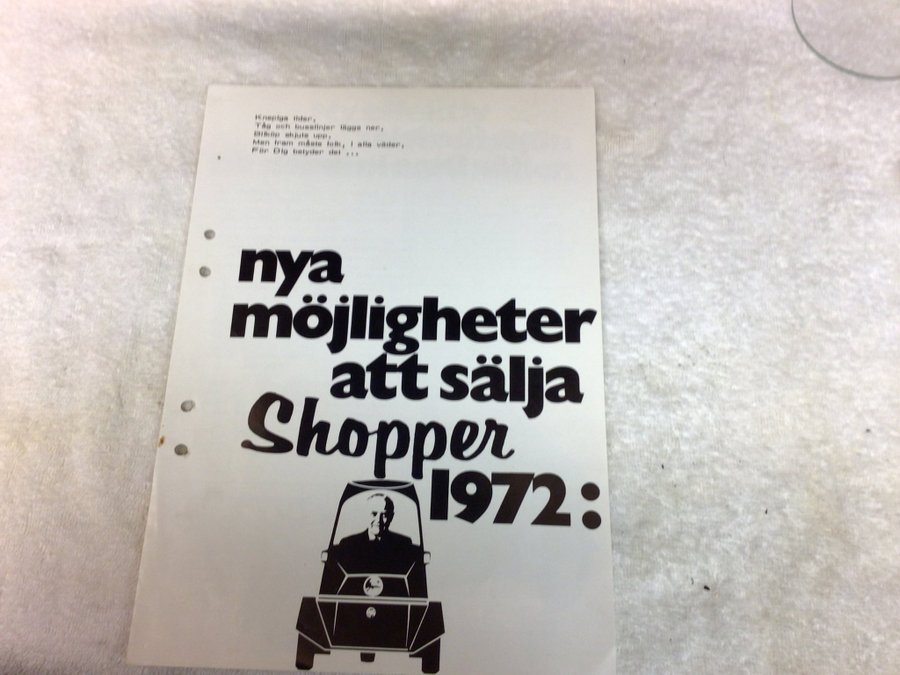 Knepiga tider,
Tåg och busslinjer läggs ner,
Bilköp skjuts upp,
Men fram måste folk, i alla väder,
För Dig betyder det ...
nya
möjligheter
att sälja
Shopper
1972: